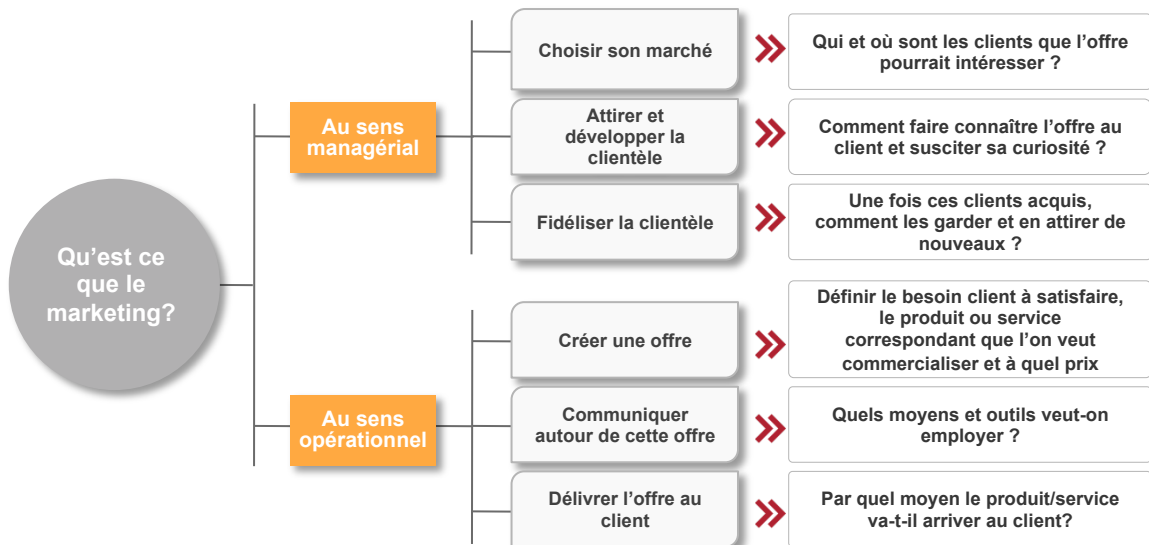 Qu’est ce
que le
marketing?
Au sens
managérial
Choisir son marché
Qui et où sont les clients que l’offre
pourrait intéresser ?
Attirer et
développer la
clientèle
Comment faire connaître l’offre au
client et susciter sa curiosité ?
Fidéliser la clientèle
Une fois ces clients acquis,
comment les garder et en attirer de
nouveaux ?
Au sens
opérationnel
Créer une offre
Définir le besoin client à satisfaire,
le produit ou service
correspondant que l’on veut
commercialiser et à quel prix
Communiquer
autour de cette offre
Quels moyens et outils veut-on
employer ?
Délivrer l’offre au
client
Par quel moyen le produit/service
va-t-il arriver au client?